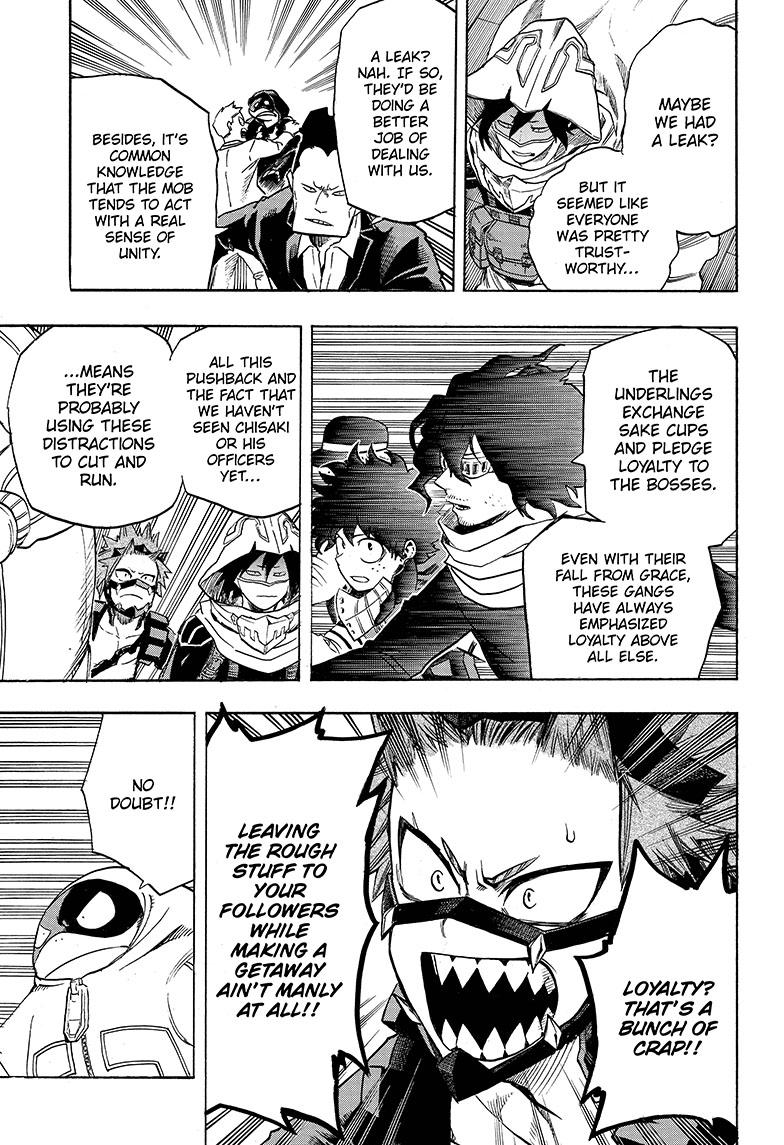 MAYBE
WE HAD
A LEAK?
BUT IT
SEEMED LIKE
EVERYONE
WAS PRETTY
TRUST-
WORTHY...
A LEAK?
NAH. IF SO,
THEY'D BE
DOING A
BETTER
JOB OF
DEALING
WITH US.
BESIDES, IT'S
COMMON
KNOWLEDGE
THAT THE MOB
TENDS TO ACT
WITH A REAL
SENSE OF
UNITY.
THE
UNDERLINGS
EXCHANGE
SAKE CUPS
AND PLEDGE
LOYALTY TO
THE BOSSES.
EVEN WITH THEIR
FALL FROM GRACE,
THESE GANGS
HAVE ALWAYS
EMPHASIZED
LOYALTY ABOVE
ALL ELSE.
ALL THIS
PUSHBACK AND
THE FACT THAT
WE HAVEN'T
SEEN CHISAKI
OR HIS
OFFICERS
YET...
...MEANS
THEY'RE
PROBABLY
USING THESE
DISTRACTIONS
TO CUT AND
RUN.
LOYALTY?
THAT'S A
BUNCH OF
CRAP!!
LEAVING
THE ROUGH
STUFF TO
YOUR
FOLLOWERS
WHILE
MAKING A
GETAWAY
AIN'T MANLY
AT ALL!!
NO
DOUBT!!